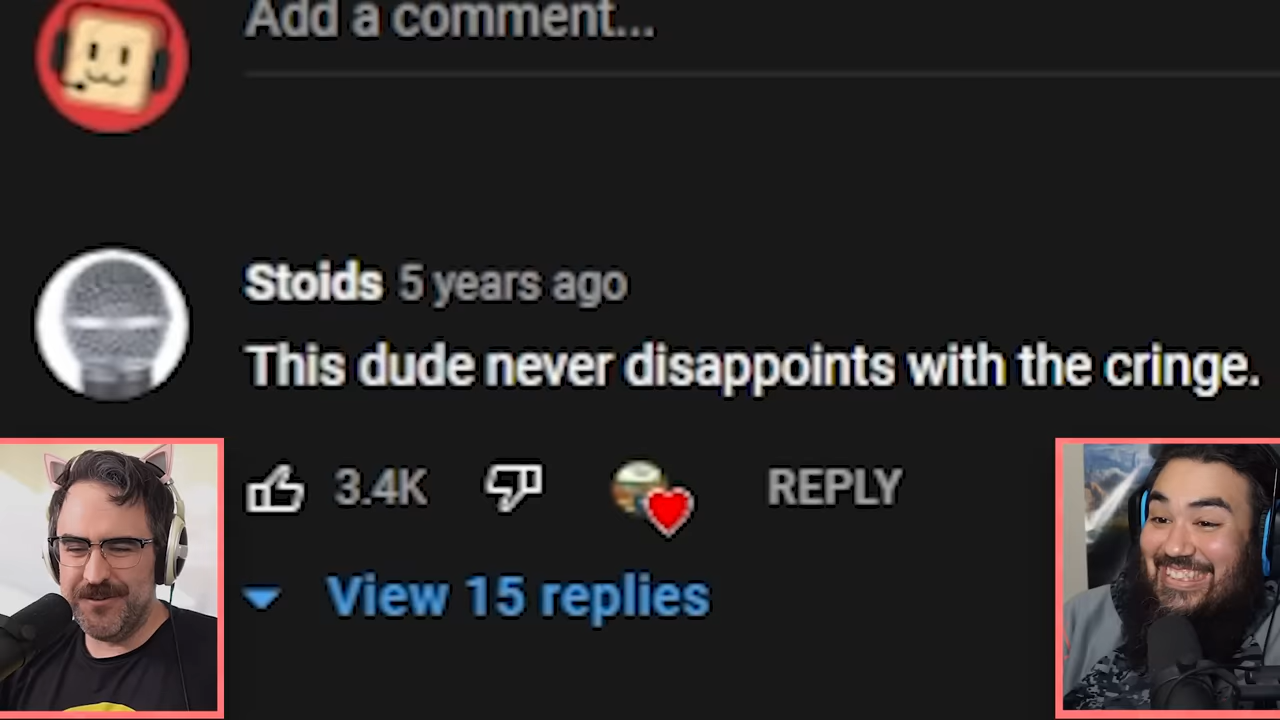 Add a comment...
Stoids 5 years ago
This dude never disappoints with the cringe.
3.4K REPLY
View 15 replies